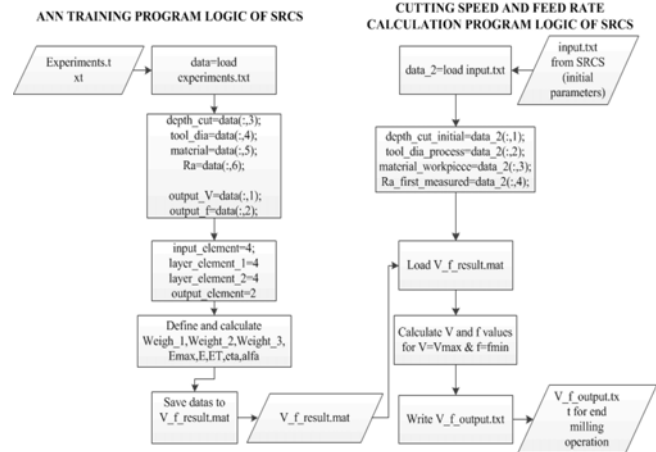 ANN TRAINING PROGRAM LOGIC OF SRCS
Experiments.t
xt
data=load
experiments.txt
depth_cut=data(:,3);
tool_dia=data(:,4);
material=data(:,5);
Ra=data(:,6);
output_V=data(:,1);
output_f=data(:,2);
input_element=4;
layer_element_1=4
layer_element_2=4
output_element=2
Define and calculate
Weigh_1,Weight_2,Weight_3,
Emax,E,ET,eta,alfa
Save datas to
V_f_result.mat
V_f_result.mat
CUTTING SPEED AND FEED RATE
CALCULATION PROGRAM LOGIC OF SRCS
input.txt
from SRCS
(initial
parameters)
data_2=load input.txt
depth_cut_initial=data_2(:,1);
tool_dia_process=data_2(:,2);
material_workpiece=data_2(:,3);
Ra_first_measured=data_2(:,4);
Load V_f_result.mat
Calculate V and f values
for V=Vmax & f=fmin
Write V_f_output.txt
V_f_output.tx
t for end
milling
operation